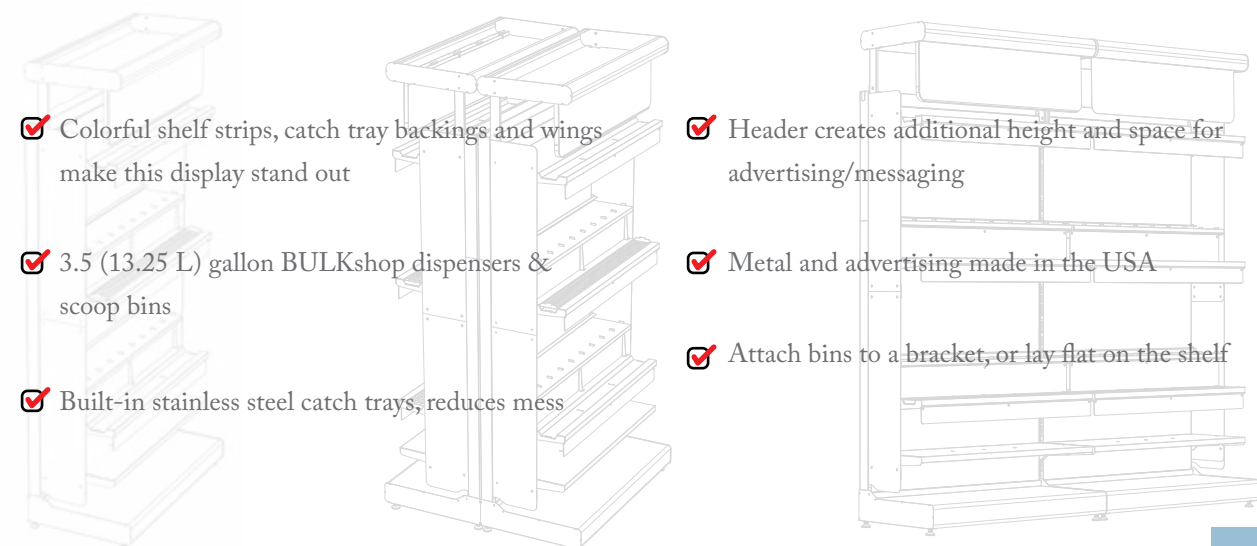 Colorful shelf strips, catch tray backings and wings
make this display stand out
3.5 (13.25 L) gallon BULKshop dispensers &
scoop bins
Built-in stainless steel catch trays, reduces mess
Header creates additional height and space for
advertising/messaging
Metal and advertising made in the USA
Attach bins to a bracket, or lay flat on the shelf